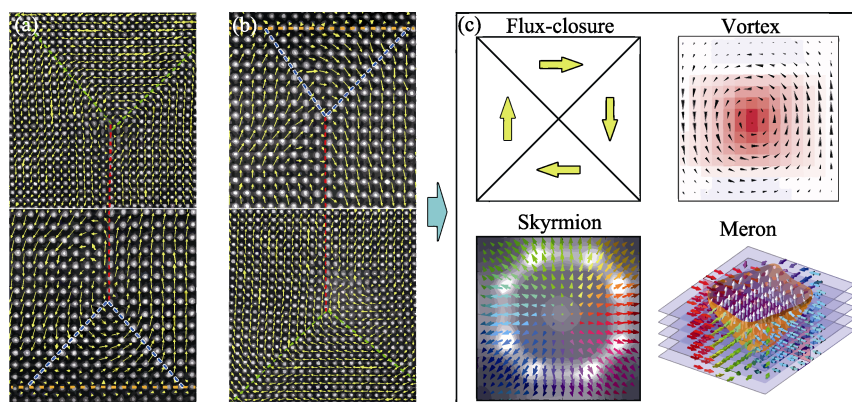 (a)
(b)
(c) Flux-closure
Vortex
Skyrmion
Meron